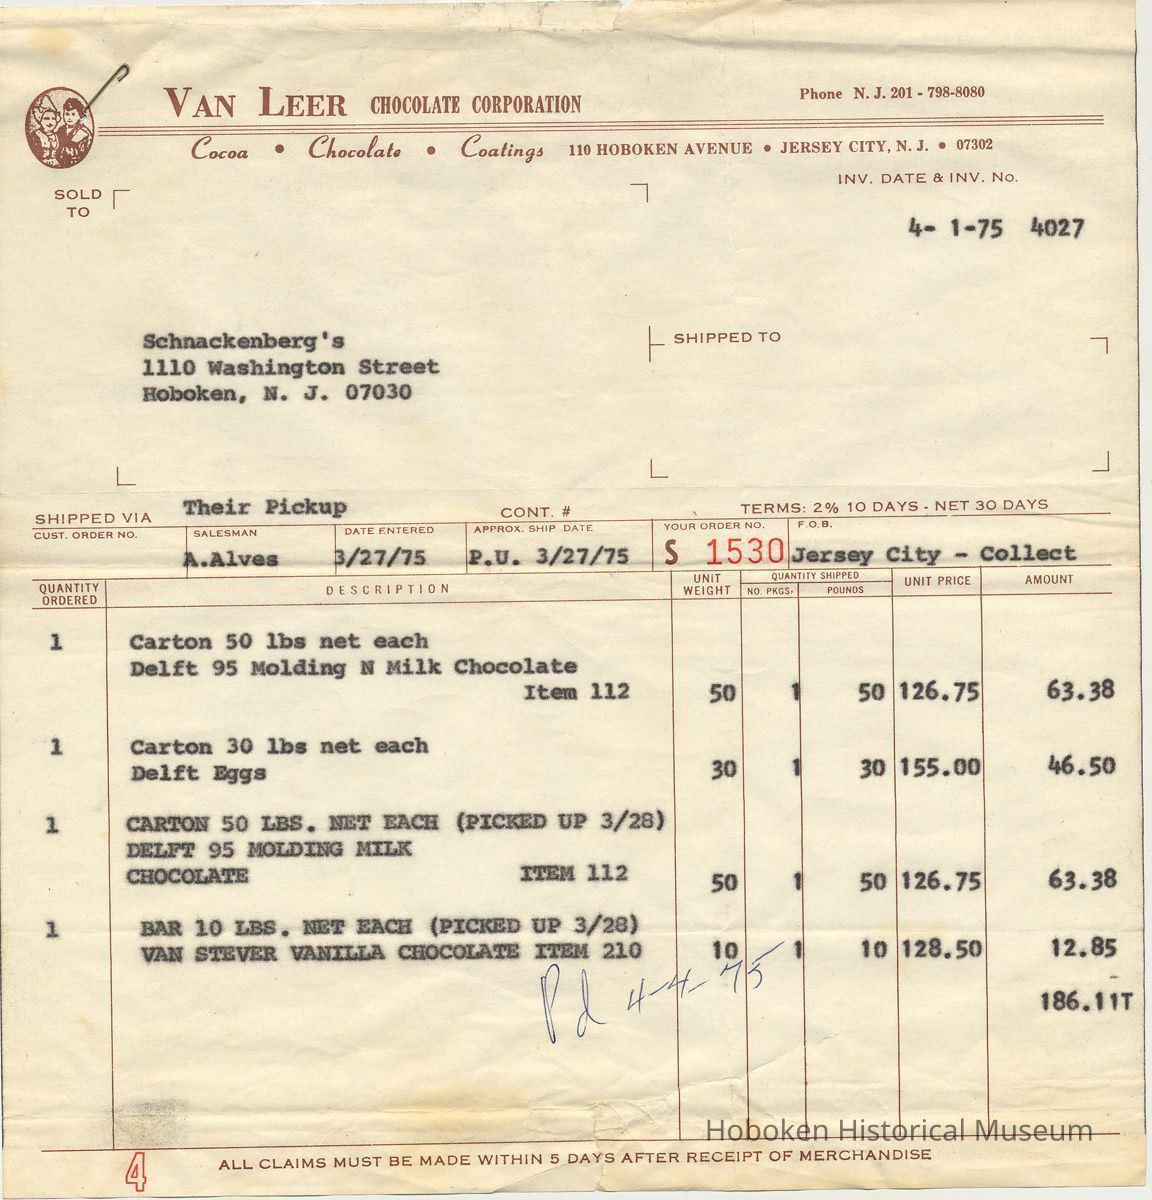 VAN LEER CHOCOLATE CORPORATION
Phone N. J. 201 - 798-8080
Cocoa • Chocolate • Coatings 110 HOBOKEN AVENUE • JERSEY CITY, N. J. • 07302
INV. DATE & INV. No.
SOLD
TO
4- 1-75 4027
Schnackenberg's
1110 Washington Street
Hoboken, N. J. 07030
SHIPPED TO
SHIPPED VIA Their Pickup CONT. # TERMS: 2% 10 DAYS - NET 30 DAYS
CUST. ORDER NO. SALESMAN DATE ENTERED APPROX. SHIP DATE YOUR ORDER NO. F.O.B.
A.Alves 3/27/75 P.U. 3/27/75 S 1530 Jersey City - Collect
QUANTITY ORDERED DESCRIPTION UNIT WEIGHT QUANTITY SHIPPED NO. PKGS. POUNDS UNIT PRICE AMOUNT
1 Carton 50 lbs net each
Delft 95 Molding N Milk Chocolate
Item 112 50 1 50 126.75 63.38
1 Carton 30 lbs net each
Delft Eggs 30 1 30 155.00 46.50
1 CARTON 50 LBS. NET EACH (PICKED UP 3/28)
DELFT 95 MOLDING MILK
CHOCOLATE ITEM 112 50 1 50 126.75 63.38
1 BAR 10 LBS. NET EACH (PICKED UP 3/28)
VAN STEVER VANILLA CHOCOLATE ITEM 210 10 1 10 128.50 12.85
Pd 4-4-75
186.11T
Hoboken Historical Museum
4 ALL CLAIMS MUST BE MADE WITHIN 5 DAYS AFTER RECEIPT OF MERCHANDISE